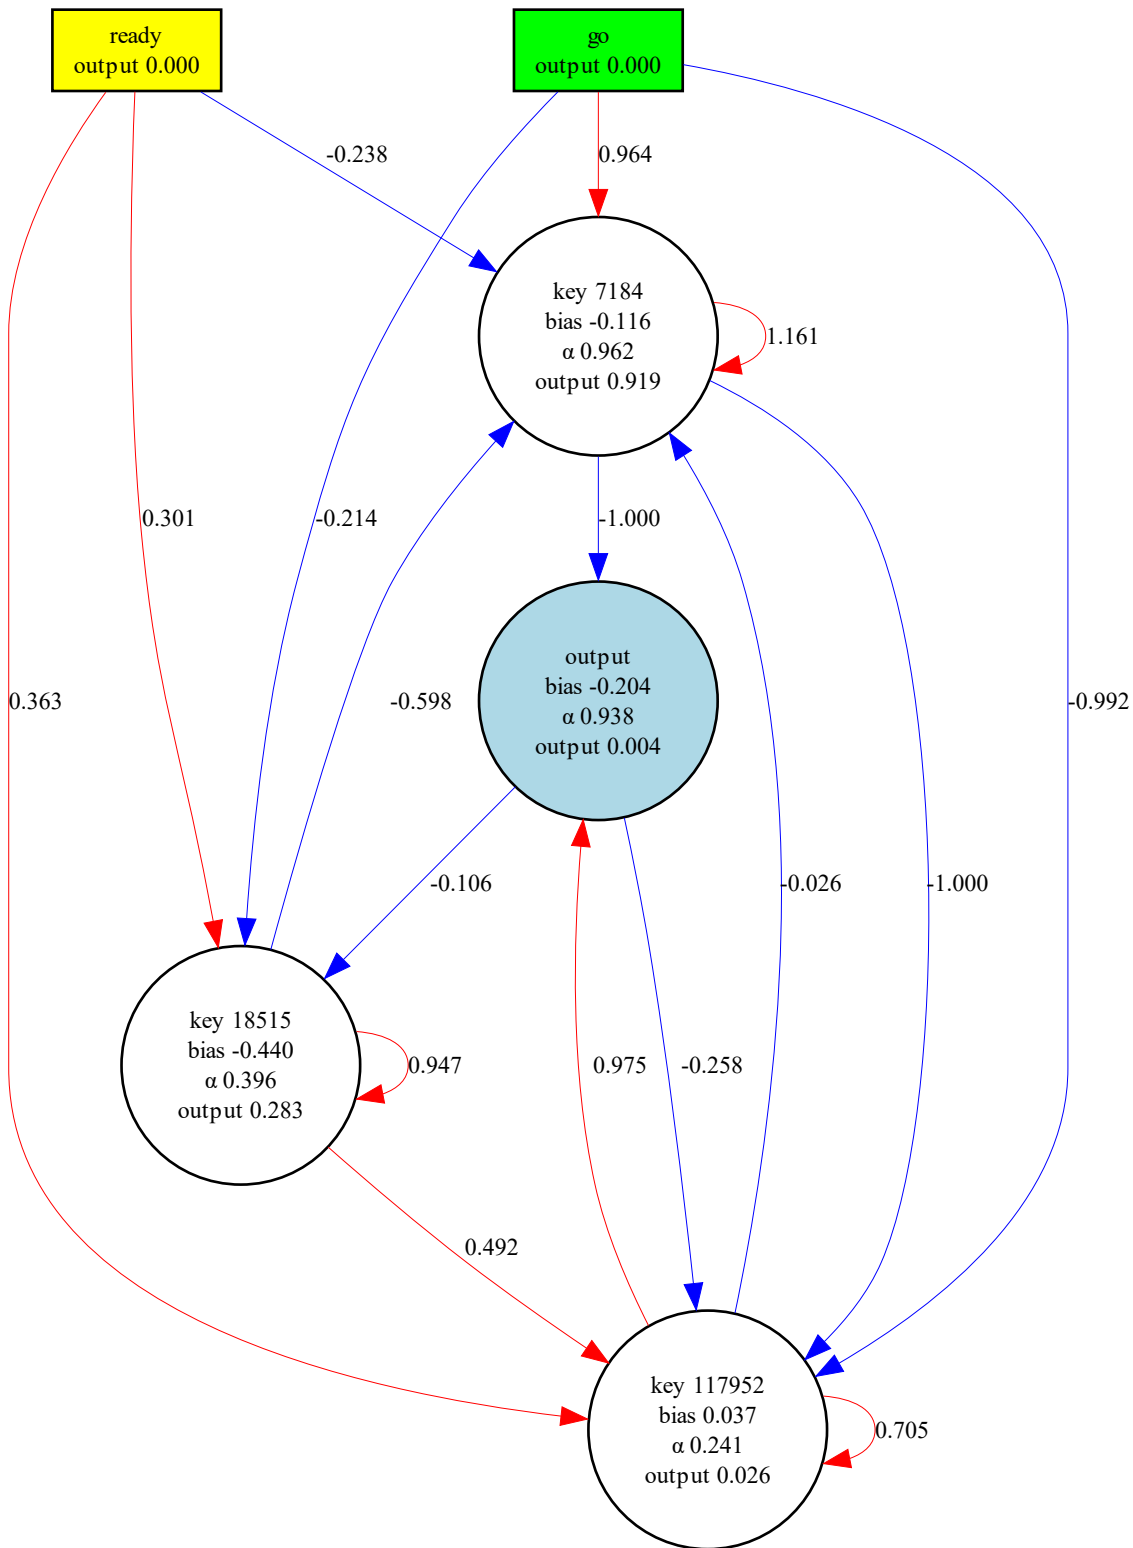 ready
output 0.000
go
output 0.000
-0.238
0.964
key 7184
bias -0.116
α 0.962
output 0.919
1.161
0.301
-0.214
-1.000
output
bias -0.204
α 0.938
output 0.004
0.363
-0.598
-0.992
-0.106
-0.026
-1.000
key 18515
bias -0.440
α 0.396
output 0.283
0.947
0.975
-0.258
0.492
key 117952
bias 0.037
α 0.241
output 0.026
0.705